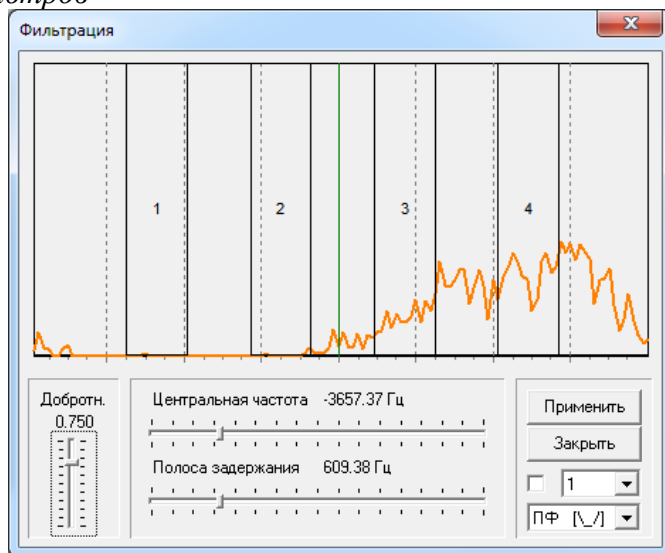 Фильтрация
1 2 3 4
Добротн.
0.750
Центральная частота -3657.37 Гц
Полоса задержания 609.38 Гц
Применить
Закрыть
1
ПФ [\_/]